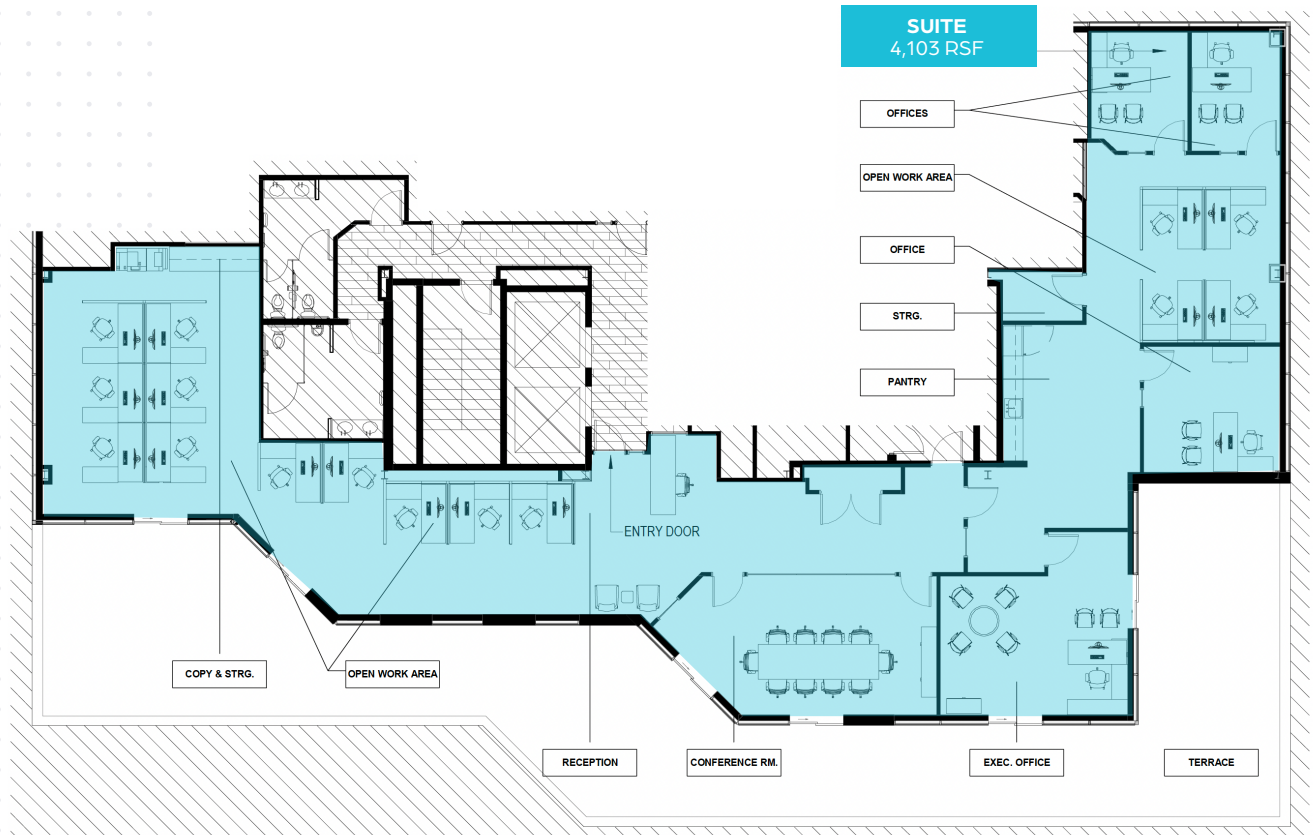 SUITE
4,103 RSF
OFFICES
OPEN WORK AREA
OFFICE
STRG.
PANTRY
ENTRY DOOR
COPY & STRG.
OPEN WORK AREA
RECEPTION
CONFERENCE RM.
EXEC. OFFICE
TERRACE